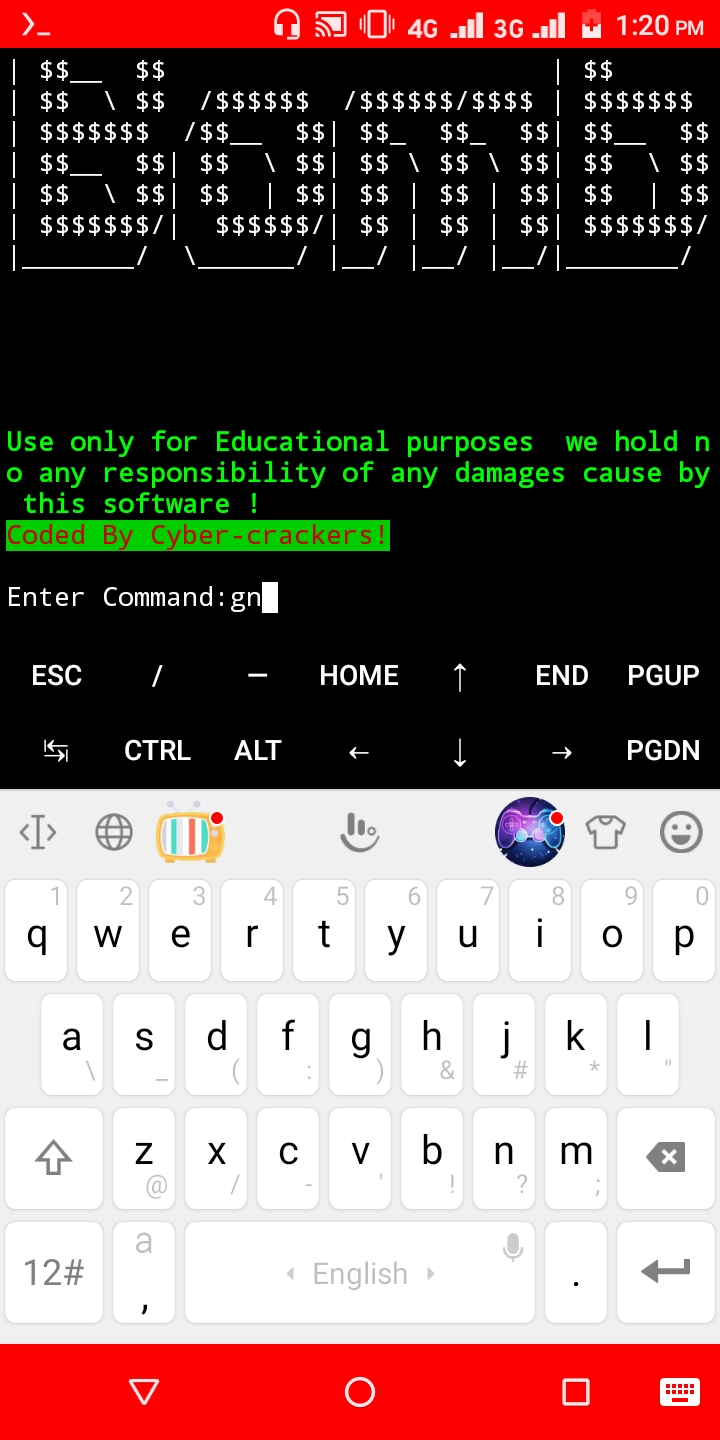 4G 3G 1:20 PM
| $$__  $$                        | $$
| $$  \ $$  /$$$$$$  /$$$$$$/$$$$ | $$$$$$$
| $$$$$$$  /$$__  $$| $$_  $$_  $$| $$__  $$
| $$__  $$| $$  \ $$| $$ \ $$ \ $$| $$  \ $$
| $$  \ $$| $$  | $$| $$ | $$ | $$| $$  | $$
| $$$$$$$/|  $$$$$$/| $$ | $$ | $$| $$$$$$$/
|_______/  \______/ |__/ |__/ |__/|_______/
Use only for Educational purposes  we hold n
o any responsibility of any damages cause by
 this software !
Coded By Cyber-crackers!
Enter Command:gn
ESC / — HOME ↑ END PGUP
↹ CTRL ALT ← ↓ → PGDN
1 2 3 4 5 6 7 8 9 0
q w e r t y u i o p
a s d f g h j k l
\ _ ( : ) & # * "
z x c v b n m
@ / - ' ! ? ;
12# a , English .